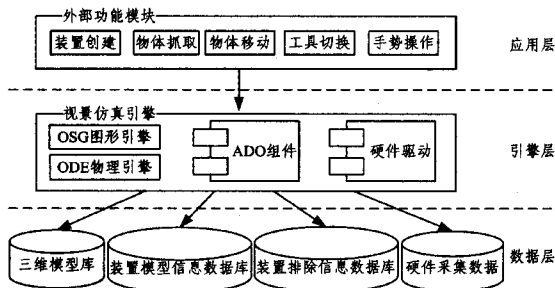 外部功能模块
装置创建 物体抓取 物体移动 工具切换 手势操作
应用层
视景仿真引擎
OSG图形引擎
ODE物理引擎
ADO组件
硬件驱动
引擎层
三维模型库 装置模型信息数据库 装置排除信息数据库 硬件采集数据
数据层